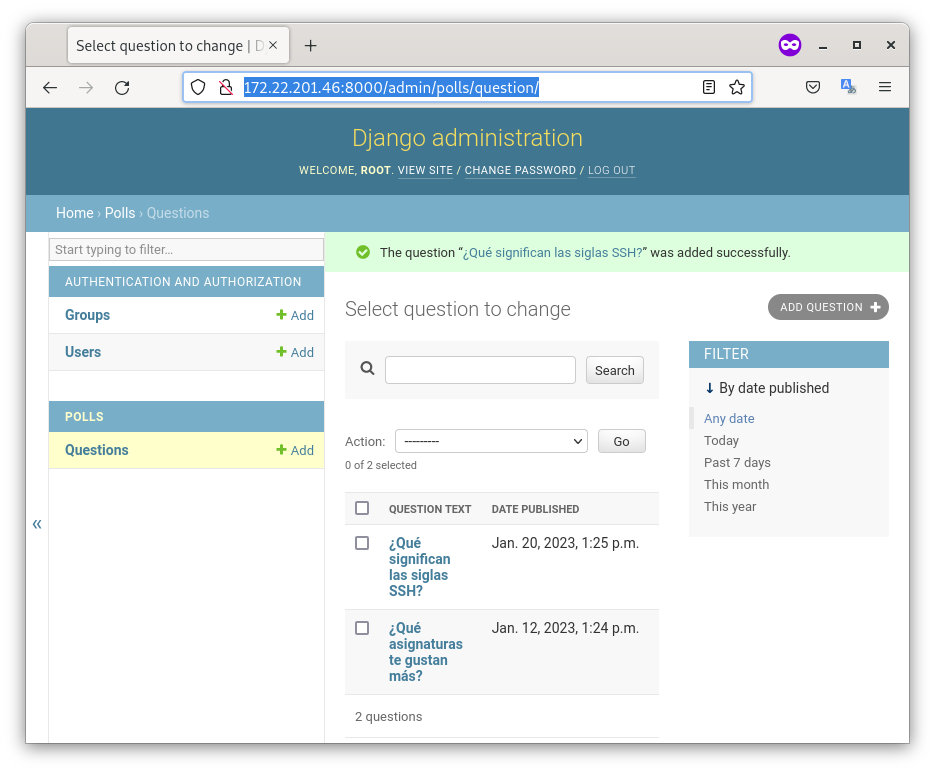 Select question to change | D
172.22.201.46:8000/admin/polls/question/
Django administration
WELCOME, ROOT. VIEW SITE / CHANGE PASSWORD / LOG OUT
Home › Polls › Questions
Start typing to filter...
The question “¿Qué significan las siglas SSH?” was added successfully.
AUTHENTICATION AND AUTHORIZATION
Groups + Add
Users + Add
POLLS
Questions + Add
«
Select question to change
ADD QUESTION +
Search
Action: ---------
Go
0 of 2 selected
QUESTION TEXT DATE PUBLISHED
¿Qué Jan. 20, 2023, 1:25 p.m.
significan
las siglas
SSH?
¿Qué Jan. 12, 2023, 1:24 p.m.
asignaturas
te gustan
más?
2 questions
FILTER
↓ By date published
Any date
Today
Past 7 days
This month
This year